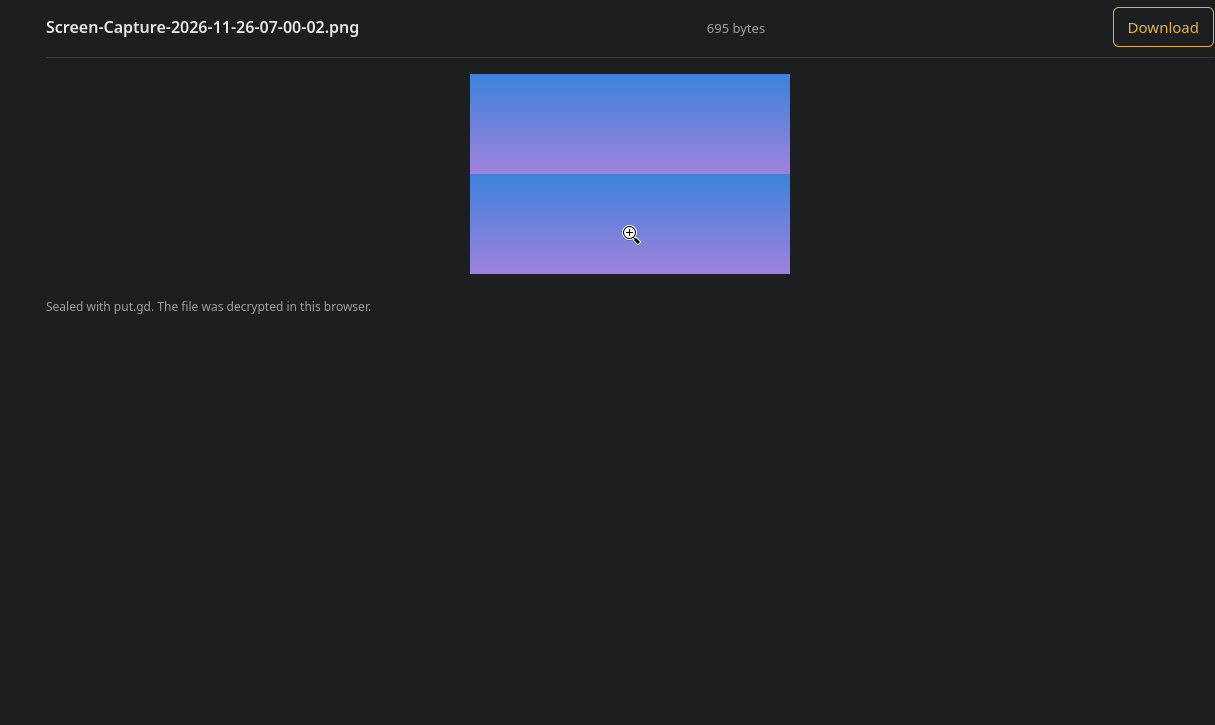 Screen-Capture-2026-11-26-07-00-02.png
695 bytes
Download
Sealed with put.gd. The file was decrypted in this browser.